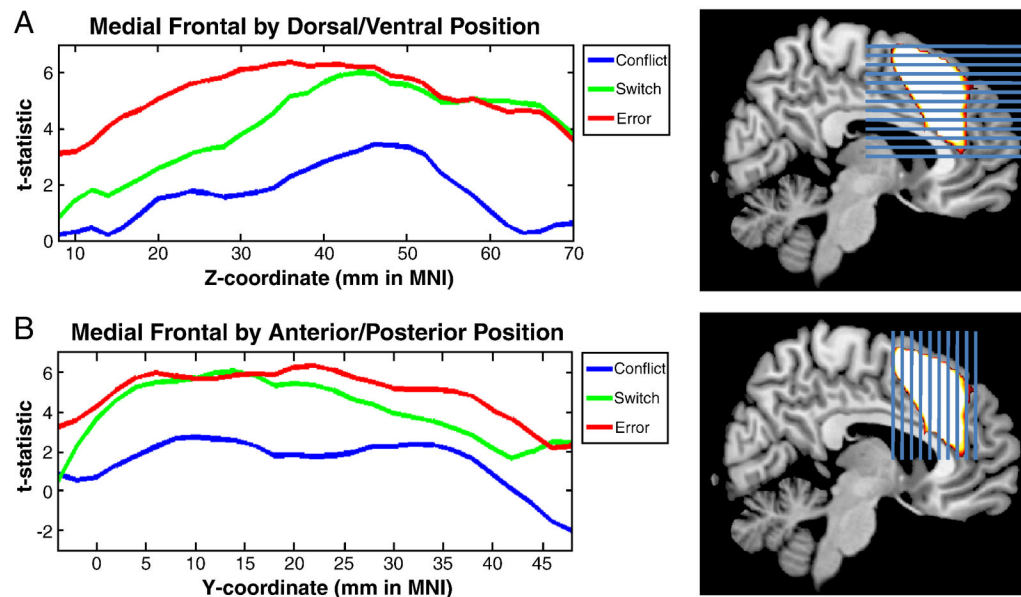 A
Medial Frontal by Dorsal/Ventral Position
6
4
2
0
t-statistic
10 20 30 40 50 60 70
Z-coordinate (mm in MNI)
Conflict
Switch
Error
B
Medial Frontal by Anterior/Posterior Position
6
4
2
0
-2
t-statistic
0 5 10 15 20 25 30 35 40 45
Y-coordinate (mm in MNI)
Conflict
Switch
Error